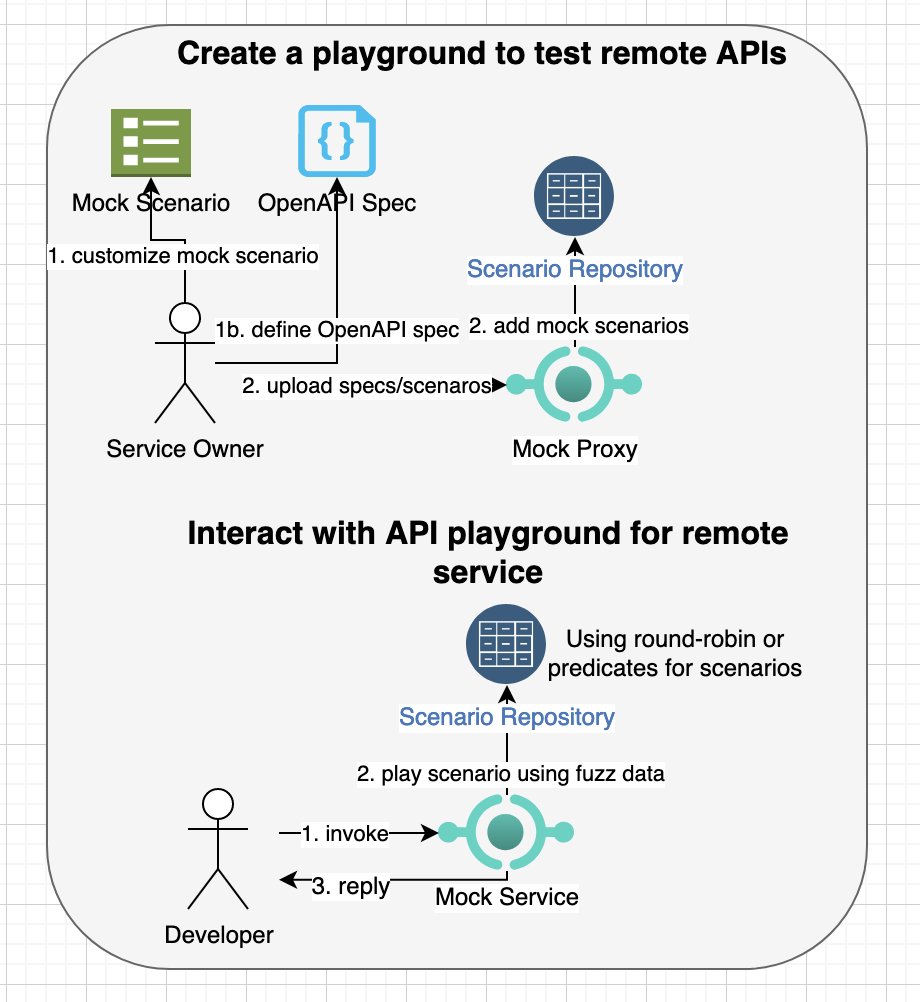 Create a playground to test remote APIs
{}
Mock Scenario
OpenAPI Spec
1. customize mock scenario
Scenario Repository
1b. define OpenAPI spec
2. add mock scenarios
2. upload specs/scenaros
Service Owner
Mock Proxy
Interact with API playground for remote
service
Using round-robin or
predicates for scenarios
Scenario Repository
2. play scenario using fuzz data
1. invoke
3. reply
Mock Service
Developer